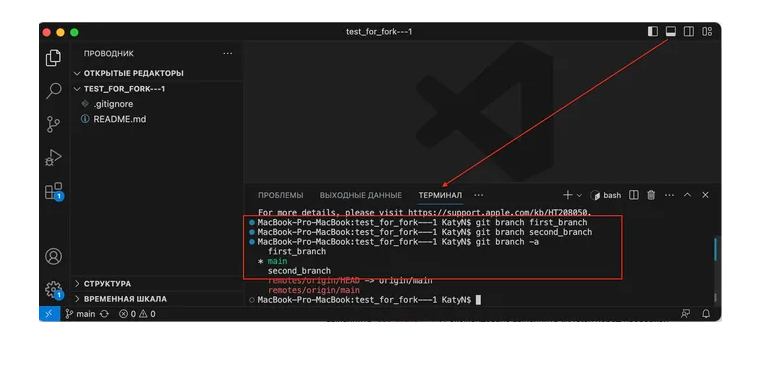 test_for_fork---1
ПРОВОДНИК
ОТКРЫТЫЕ РЕДАКТОРЫ
TEST_FOR_FORK---1
.gitignore
README.md
ПРОБЛЕМЫ ВЫХОДНЫЕ ДАННЫЕ ТЕРМИНАЛ bash
For more details, please visit https://support.apple.com/kb/HT208050.
MacBook-Pro-MacBook:test_for_fork---1 KatyN$ git branch first_branch
MacBook-Pro-MacBook:test_for_fork---1 KatyN$ git branch second_branch
MacBook-Pro-MacBook:test_for_fork---1 KatyN$ git branch -a
first_branch
* main
second_branch
remotes/origin/HEAD -> origin/main
remotes/origin/main
MacBook-Pro-MacBook:test_for_fork---1 KatyN$
1
СТРУКТУРА
1
ВРЕМЕННАЯ ШКАЛА
main 0 0